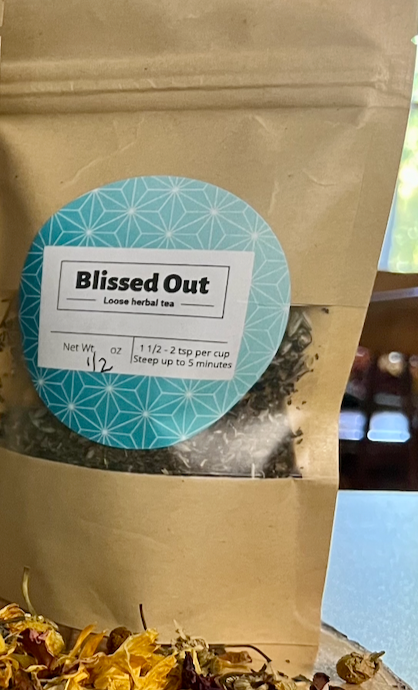 Blissed Out
Loose herbal tea
Net Wt. 1/2 oz
1 1/2 - 2 tsp per cup
Steep up to 5 minutes